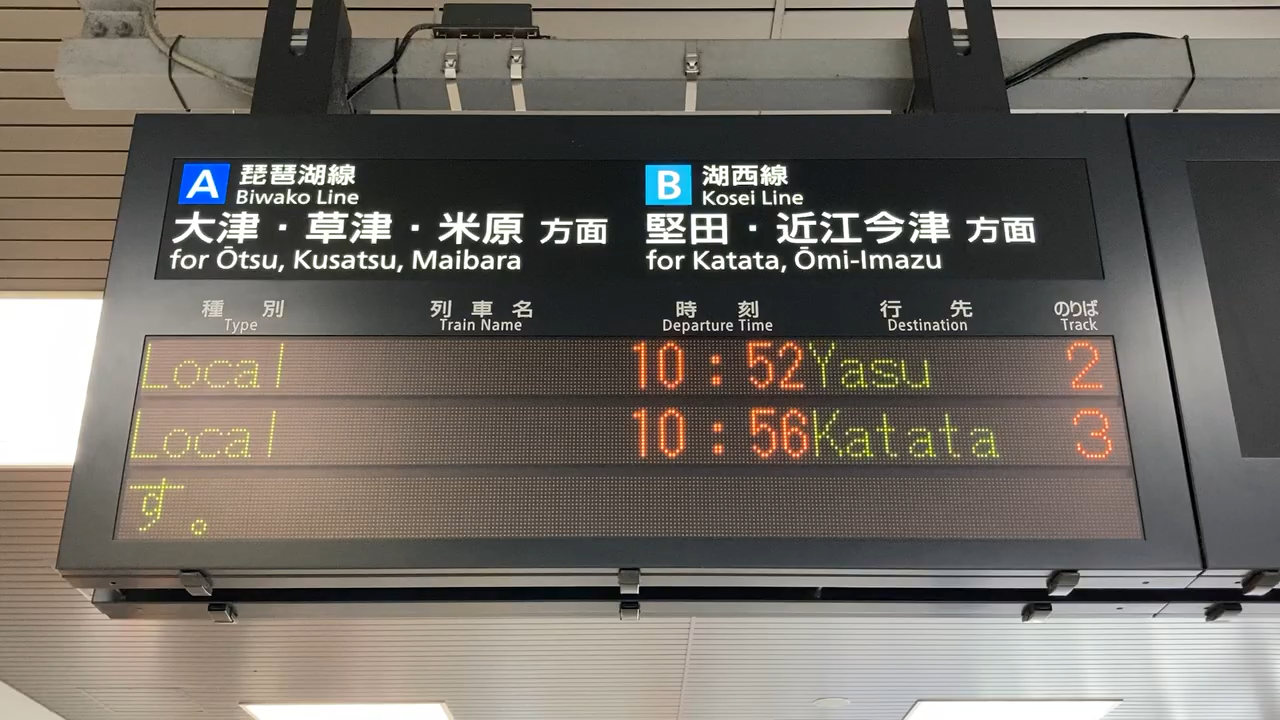 A 琵琶湖線
Biwako Line
大津・草津・米原 方面
for Ōtsu, Kusatsu, Maibara
B 湖西線
Kosei Line
堅田・近江今津 方面
for Katata, Ōmi-Imazu
種別 列車名 時刻 行先 のりば
Type Train Name Departure Time Destination Track
Local 10:52 Yasu 2
Local 10:56 Katata 3
す。